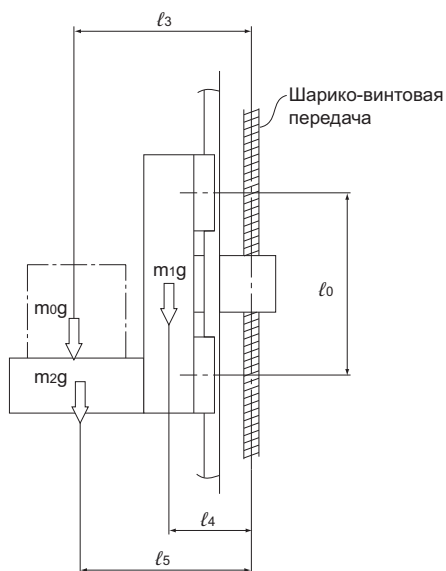 ℓ3
Шарико-винтовая
передача
m1g
ℓ0
m0g
m2g
ℓ4
ℓ5